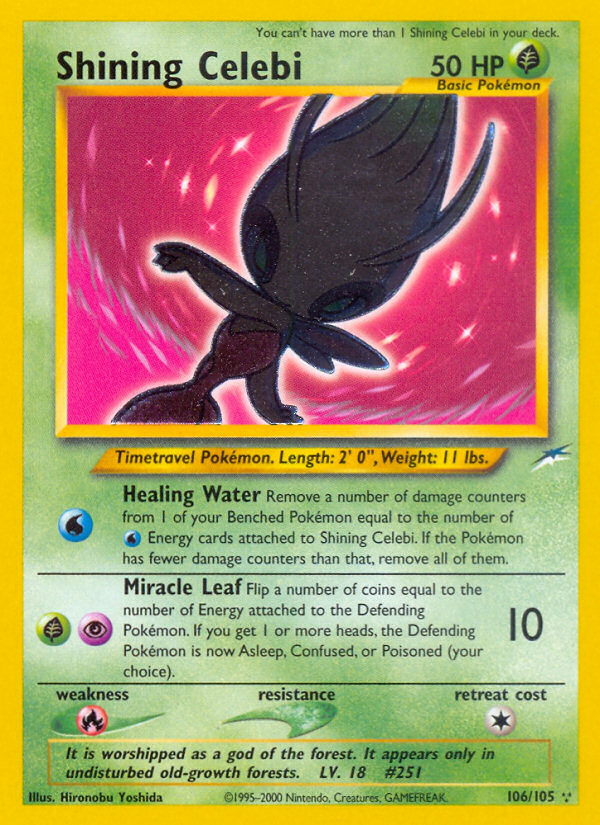 You can't have more than 1 Shining Celebi in your deck.
Shining Celebi
50 HP
Basic Pokémon
Timetravel Pokémon. Length: 2' 0", Weight: 11 lbs.
Healing Water Remove a number of damage counters
from 1 of your Benched Pokémon equal to the number of
Energy cards attached to Shining Celebi. If the Pokémon
has fewer damage counters than that, remove all of them.
Miracle Leaf Flip a number of coins equal to the
number of Energy attached to the Defending
Pokémon. If you get 1 or more heads, the Defending
Pokémon is now Asleep, Confused, or Poisoned (your
choice).
10
weakness resistance retreat cost
It is worshipped as a god of the forest. It appears only in
undisturbed old-growth forests. LV. 18 #251
Illus. Hironobu Yoshida ©1995-2000 Nintendo, Creatures, GAMEFREAK. 106/105